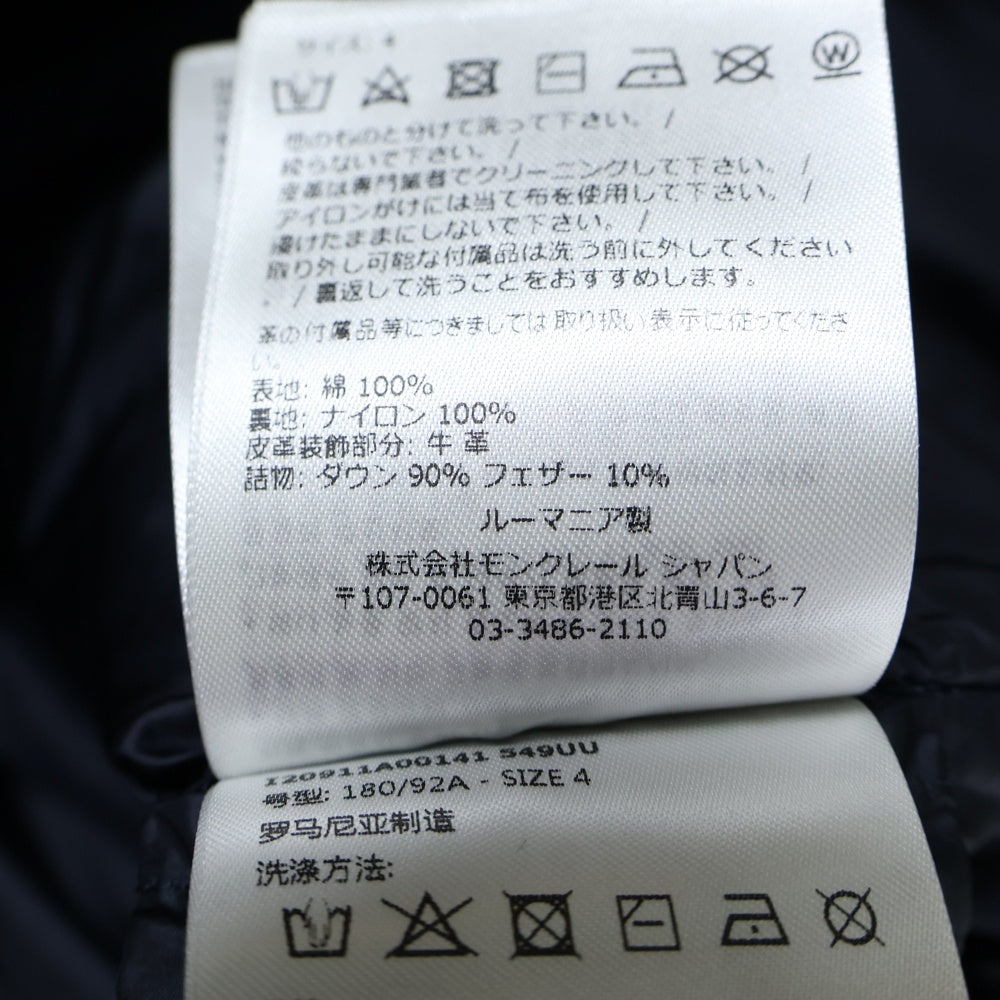 サイズ: 4
W
他のものと分けて洗って下さい。 /
絞らないで下さい。 /
皮革は専門業者でクリーニングして下さい。 /
アイロンがけには当て布を使用して下さい。 /
漬けたままにしないで下さい。 /
取り外し可能な付属品は洗う前に外してください
。 / 裏返して洗うことをおすすめします。
革の付属品等につきましては取り扱い表示に従ってくださ
い。
表地: 綿 100%
裏地: ナイロン 100%
皮革装飾部分: 牛 革
詰物: ダウン 90% フェザー 10%
ルーマニア製
株式会社モンクレール ジャパン
〒107-0061 東京都港区北青山3-6-7
03-3486-2110
I20911A00141 549UU
号型: 180/92A - SIZE 4
罗马尼亚制造
洗涤方法: